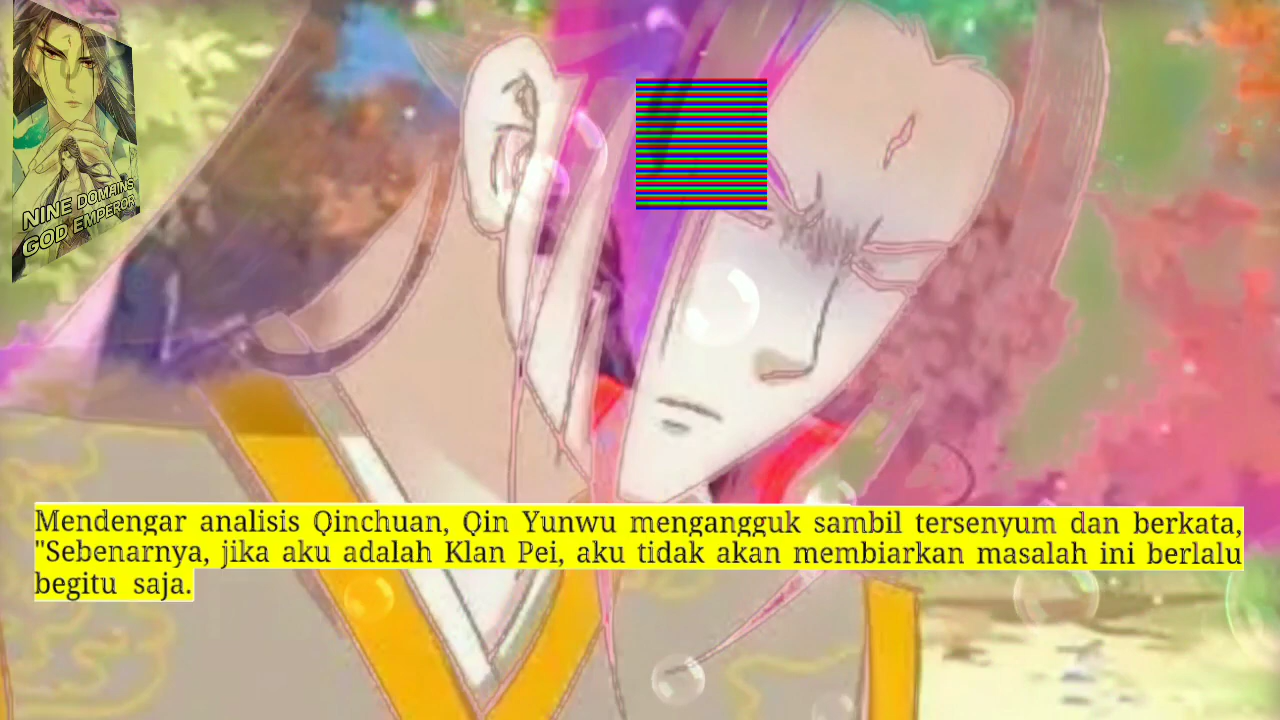 NINE DOMAINS
GOD EMPEROR
Mendengar analisis Qinchuan, Qin Yunwu mengangguk sambil tersenyum dan berkata,
"Sebenarnya, jika aku adalah Klan Pei, aku tidak akan membiarkan masalah ini berlalu
begitu saja.